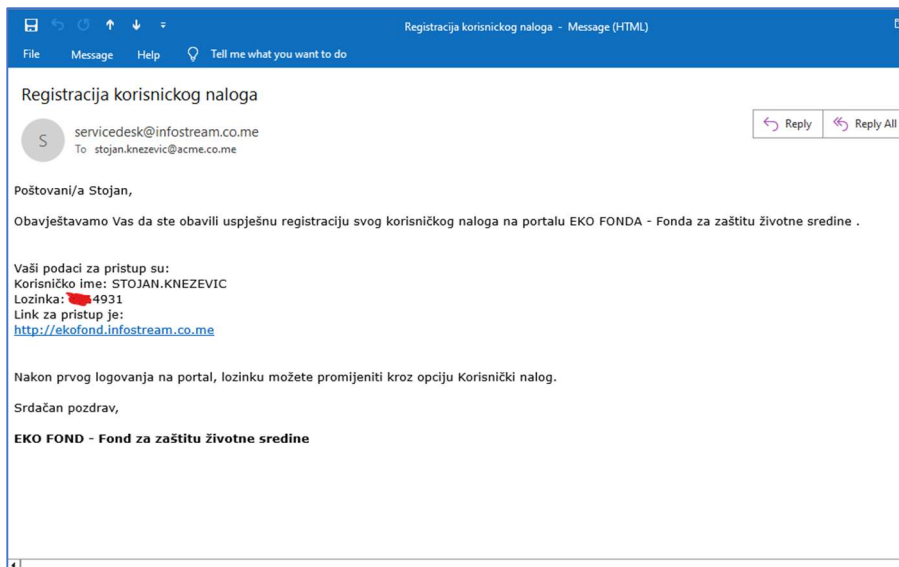 Registracija korisnickog naloga - Message (HTML)
File Message Help Tell me what you want to do
Registracija korisnickog naloga
S
servicedesk@infostream.co.me
To stojan.knezevic@acme.co.me
Reply Reply All
Poštovani/a Stojan,
Obavještavamo Vas da ste obavili uspješnu registraciju svog korisničkog naloga na portalu EKO FONDA - Fonda za zaštitu životne sredine .
Vaši podaci za pristup su:
Korisničko ime: STOJAN.KNEZEVIC
Lozinka: 4931
Link za pristup je:
http://ekofond.infostream.co.me
Nakon prvog logovanja na portal, lozinku možete promijeniti kroz opciju Korisnički nalog.
Srdačan pozdrav,
EKO FOND - Fond za zaštitu životne sredine